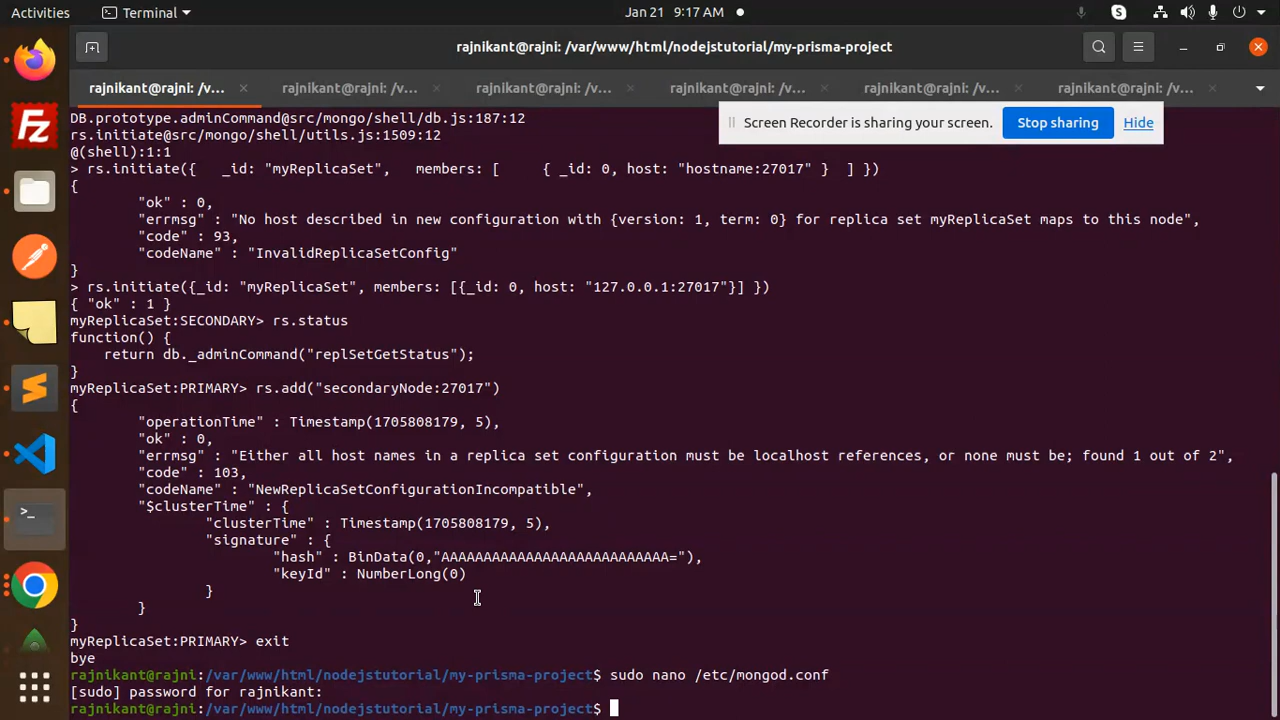 Activities
Terminal
Jan 21 9:17 AM
rajnikant@rajni: /var/www/html/nodejstutorial/my-prisma-project
rajnikant@rajni: /v...
rajnikant@rajni: /v...
rajnikant@rajni: /v...
rajnikant@rajni: /v...
rajnikant@rajni: /v...
rajnikant@rajni: /v...
Screen Recorder is sharing your screen.
Stop sharing
Hide
DB.prototype.adminCommand@src/mongo/shell/db.js:187:12
rs.initiate@src/mongo/shell/utils.js:1509:12
@(shell):1:1
> rs.initiate({   _id: "myReplicaSet",   members: [     { _id: 0, host: "hostname:27017" }  ] })
{
        "ok" : 0,
        "errmsg" : "No host described in new configuration with {version: 1, term: 0} for replica set myReplicaSet maps to this node",
        "code" : 93,
        "codeName" : "InvalidReplicaSetConfig"
}
> rs.initiate({_id: "myReplicaSet", members: [{_id: 0, host: "127.0.0.1:27017"}] })
{ "ok" : 1 }
myReplicaSet:SECONDARY> rs.status
function() {
    return db._adminCommand("replSetGetStatus");
}
myReplicaSet:PRIMARY> rs.add("secondaryNode:27017")
{
        "operationTime" : Timestamp(1705808179, 5),
        "ok" : 0,
        "errmsg" : "Either all host names in a replica set configuration must be localhost references, or none must be; found 1 out of 2",
        "code" : 103,
        "codeName" : "NewReplicaSetConfigurationIncompatible",
        "$clusterTime" : {
                "clusterTime" : Timestamp(1705808179, 5),
                "signature" : {
                        "hash" : BinData(0,"AAAAAAAAAAAAAAAAAAAAAAAAAAA="),
                        "keyId" : NumberLong(0)
                }
        }
}
myReplicaSet:PRIMARY> exit
bye
rajnikant@rajni:/var/www/html/nodejstutorial/my-prisma-project$ sudo nano /etc/mongod.conf
[sudo] password for rajnikant:
rajnikant@rajni:/var/www/html/nodejstutorial/my-prisma-project$